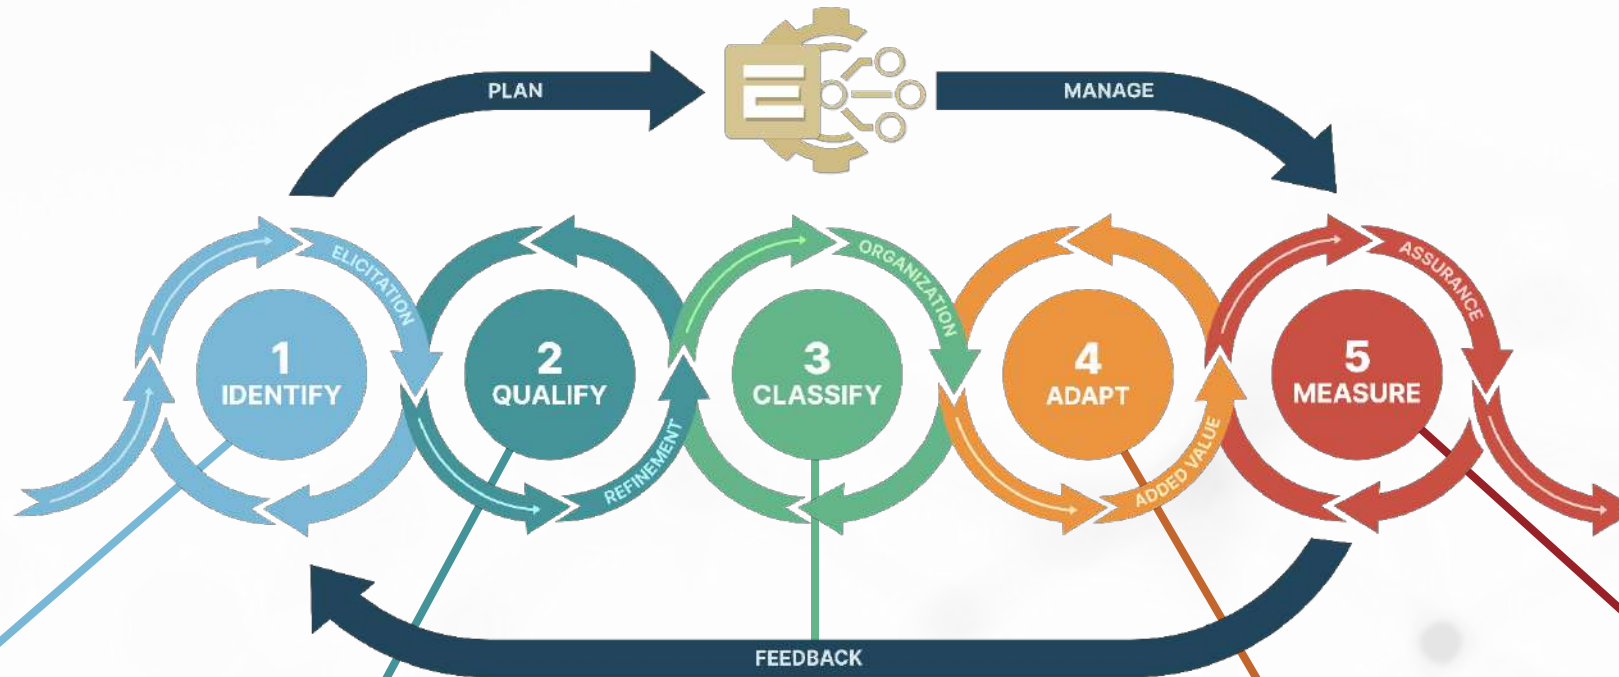 PLAN
E
MANAGE
ELICITATION
ORGANIZATION
ASSURANCE
1
IDENTIFY
2
QUALIFY
3
CLASSIFY
4
ADAPT
5
MEASURE
REFINEMENT
ADDED VALUE
FEEDBACK